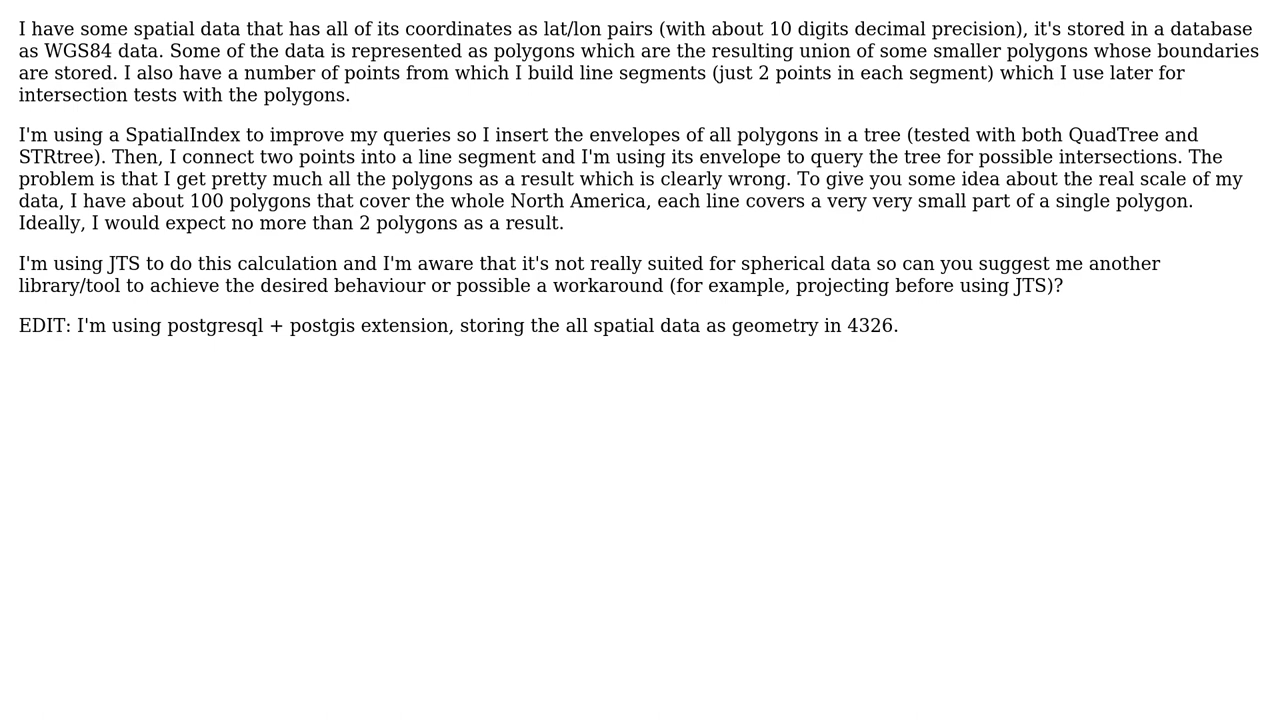 I have some spatial data that has all of its coordinates as lat/lon pairs (with about 10 digits decimal precision), it's stored in a database
as WGS84 data. Some of the data is represented as polygons which are the resulting union of some smaller polygons whose boundaries
are stored. I also have a number of points from which I build line segments (just 2 points in each segment) which I use later for
intersection tests with the polygons.
I'm using a SpatialIndex to improve my queries so I insert the envelopes of all polygons in a tree (tested with both QuadTree and
STRtree). Then, I connect two points into a line segment and I'm using its envelope to query the tree for possible intersections. The
problem is that I get pretty much all the polygons as a result which is clearly wrong. To give you some idea about the real scale of my
data, I have about 100 polygons that cover the whole North America, each line covers a very very small part of a single polygon.
Ideally, I would expect no more than 2 polygons as a result.
I'm using JTS to do this calculation and I'm aware that it's not really suited for spherical data so can you suggest me another
library/tool to achieve the desired behaviour or possible a workaround (for example, projecting before using JTS)?
EDIT: I'm using postgresql + postgis extension, storing the all spatial data as geometry in 4326.